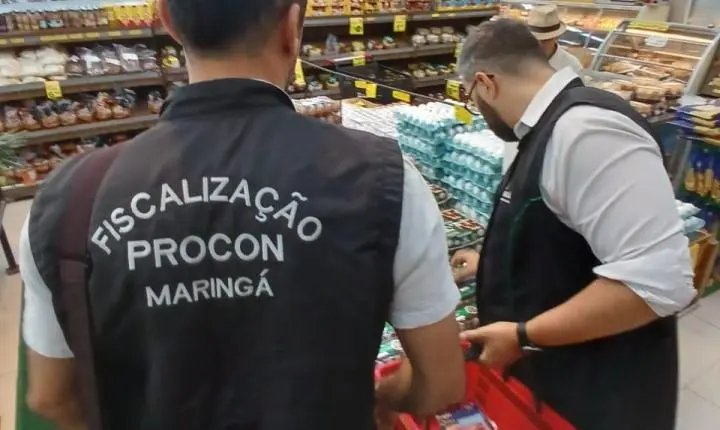 FISCALIZAÇÃO
PROCON
MARINGÁ